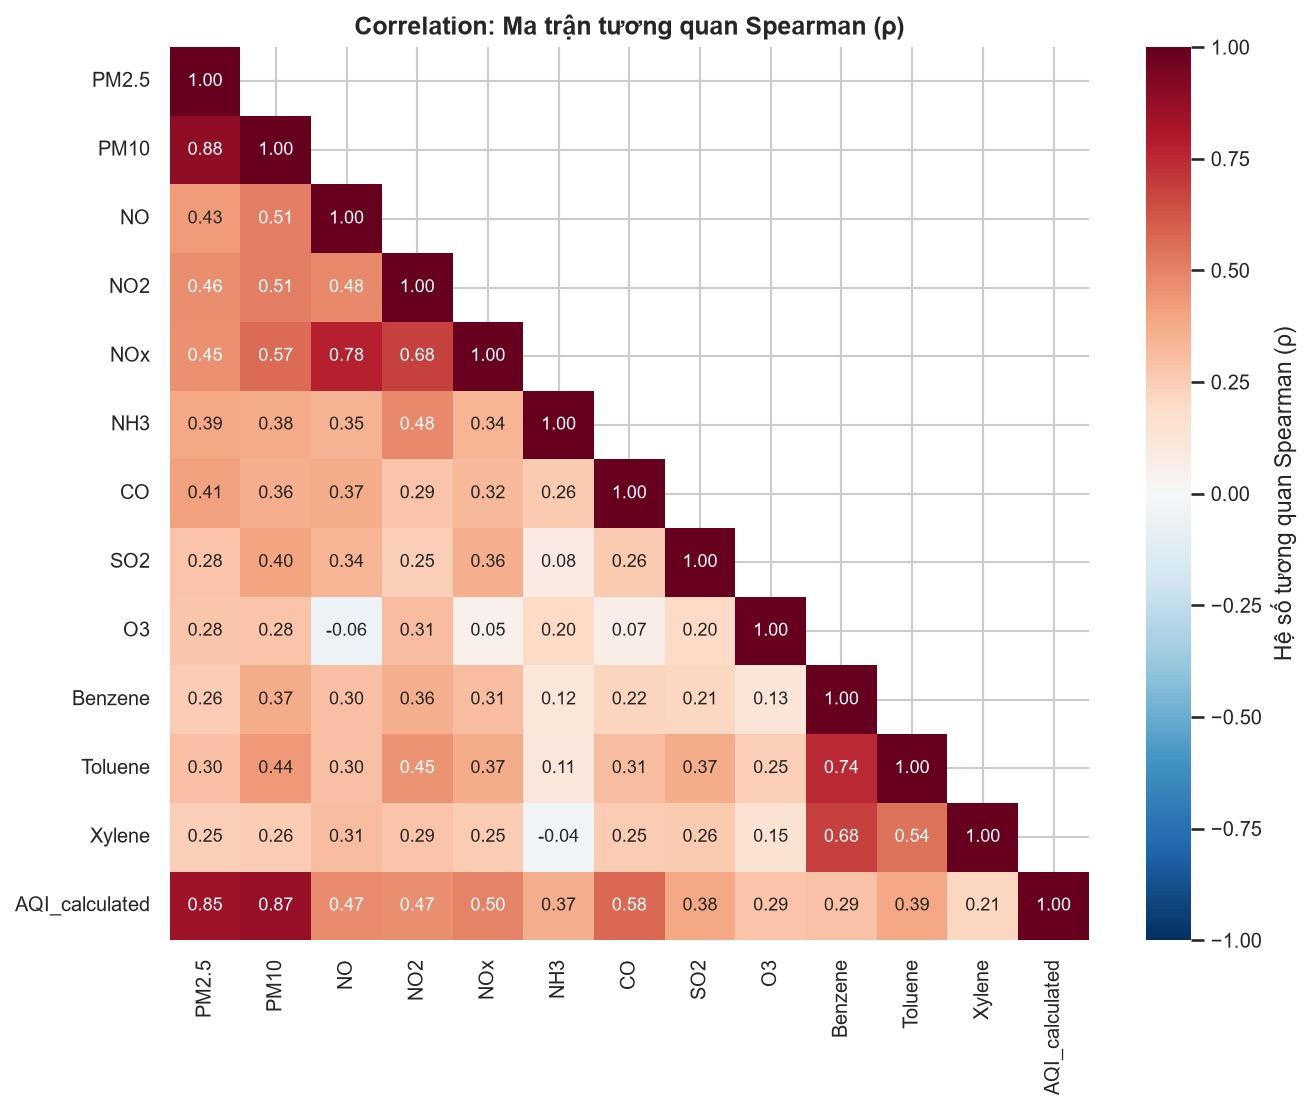 Correlation: Ma trận tương quan Spearman (ρ)
PM2.5 1.00
PM10 0.88 1.00
NO 0.43 0.51 1.00
NO2 0.46 0.51 0.48 1.00
NOx 0.45 0.57 0.78 0.68 1.00
NH3 0.39 0.38 0.35 0.48 0.34 1.00
CO 0.41 0.36 0.37 0.29 0.32 0.26 1.00
SO2 0.28 0.40 0.34 0.25 0.36 0.08 0.26 1.00
O3 0.28 0.28 -0.06 0.31 0.05 0.20 0.07 0.20 1.00
Benzene 0.26 0.37 0.30 0.36 0.31 0.12 0.22 0.21 0.13 1.00
Toluene 0.30 0.44 0.30 0.45 0.37 0.11 0.31 0.37 0.25 0.74 1.00
Xylene 0.25 0.26 0.31 0.29 0.25 -0.04 0.25 0.26 0.15 0.68 0.54 1.00
AQI_calculated 0.85 0.87 0.47 0.47 0.50 0.37 0.58 0.38 0.29 0.29 0.39 0.21 1.00
PM2.5 PM10 NO NO2 NOx NH3 CO SO2 O3 Benzene Toluene Xylene AQI_calculated
1.00
0.75
0.50
0.25
0.00
−0.25
−0.50
−0.75
−1.00
Hệ số tương quan Spearman (ρ)